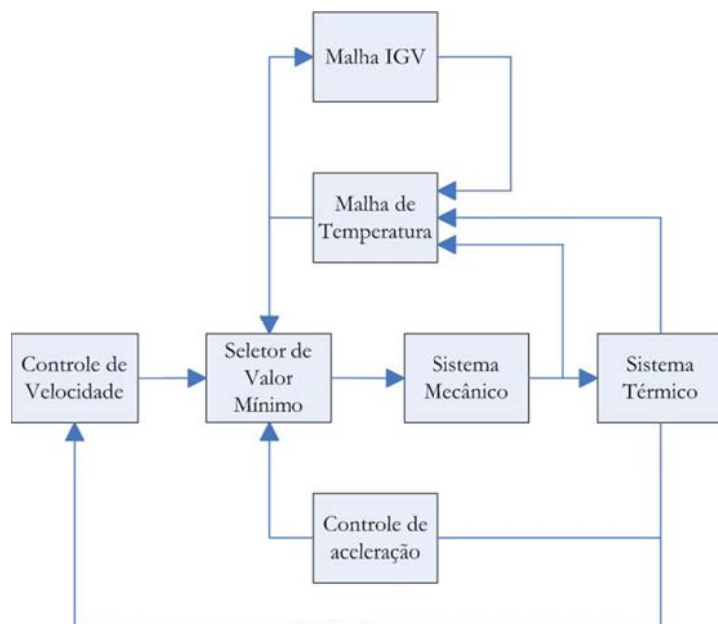 Malha IGV
Malha de
Temperatura
Controle de
Velocidade
Seletor de
Valor
Mínimo
Sistema
Mecânico
Sistema
Térmico
Controle de
aceleração